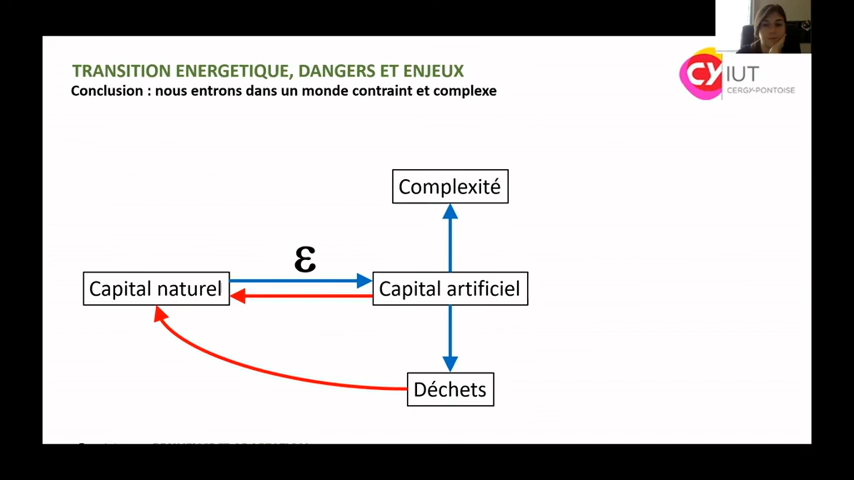 TRANSITION ENERGETIQUE, DANGERS ET ENJEUX
Conclusion : nous entrons dans un monde contraint et complexe
CY IUT
CERGY-PONTOISE
Complexité
ε
Capital naturel
Capital artificiel
Déchets